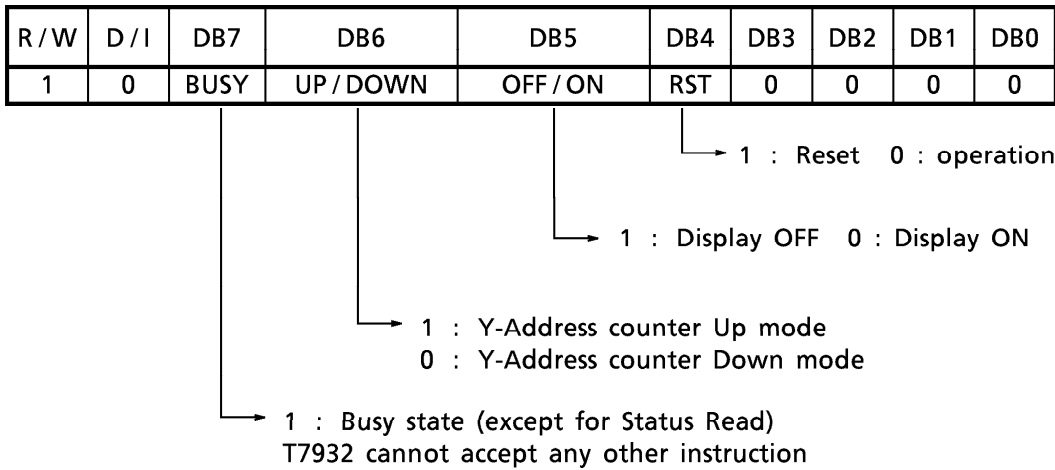 R/W D/I DB7 DB6 DB5 DB4 DB3 DB2 DB1 DB0
1 0 BUSY UP/DOWN OFF/ON RST 0 0 0 0
1 : Reset 0 : operation
1 : Display OFF 0 : Display ON
1 : Y-Address counter Up mode
0 : Y-Address counter Down mode
1 : Busy state (except for Status Read)
T7932 cannot accept any other instruction